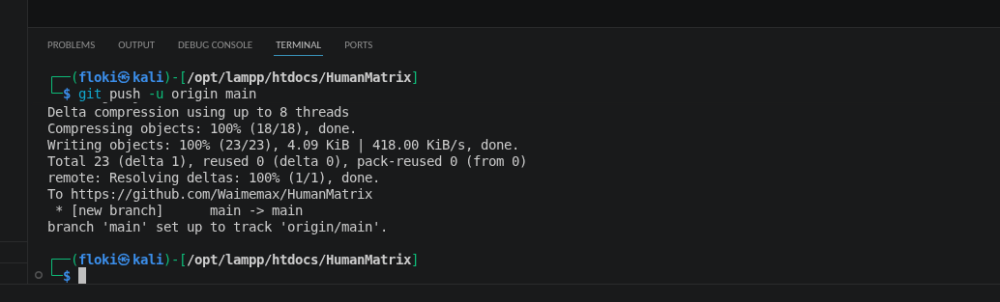 PROBLEMS OUTPUT DEBUG CONSOLE TERMINAL PORTS
┌──(floki㉿kali)-[/opt/lampp/htdocs/HumanMatrix]
└─$ git push -u origin main
Delta compression using up to 8 threads
Compressing objects: 100% (18/18), done.
Writing objects: 100% (23/23), 4.09 KiB | 418.00 KiB/s, done.
Total 23 (delta 1), reused 0 (delta 0), pack-reused 0 (from 0)
remote: Resolving deltas: 100% (1/1), done.
To https://github.com/Waimemax/HumanMatrix
 * [new branch]      main -> main
branch 'main' set up to track 'origin/main'.
┌──(floki㉿kali)-[/opt/lampp/htdocs/HumanMatrix]
└─$